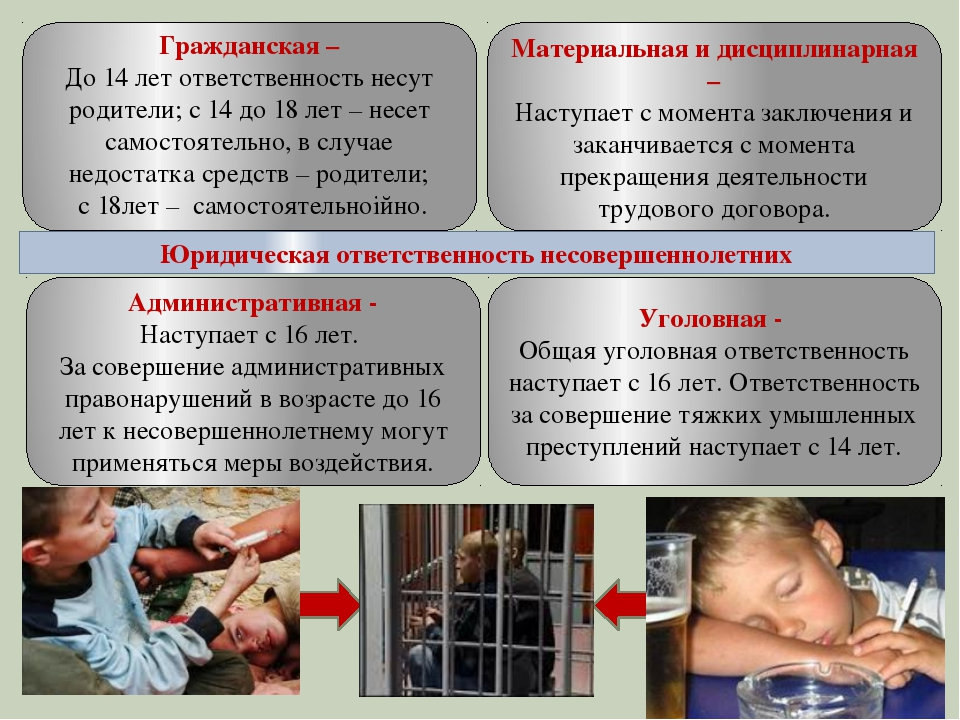 Гражданская –
До 14 лет ответственность несут
родители; с 14 до 18 лет – несет
самостоятельно, в случае
недостатка средств – родители;
с 18лет – самостоятельноійно.
Материальная и дисциплинарная
–
Наступает с момента заключения и
заканчивается с момента
прекращения деятельности
трудового договора.
Юридическая ответственность несовершеннолетних
Административная -
Наступает с 16 лет.
За совершение административных
правонарушений в возрасте до 16
лет к несовершеннолетнему могут
применяться меры воздействия.
Уголовная -
Общая уголовная ответственность
наступает с 16 лет. Ответственность
за совершение тяжких умышленных
преступлений наступает с 14 лет.